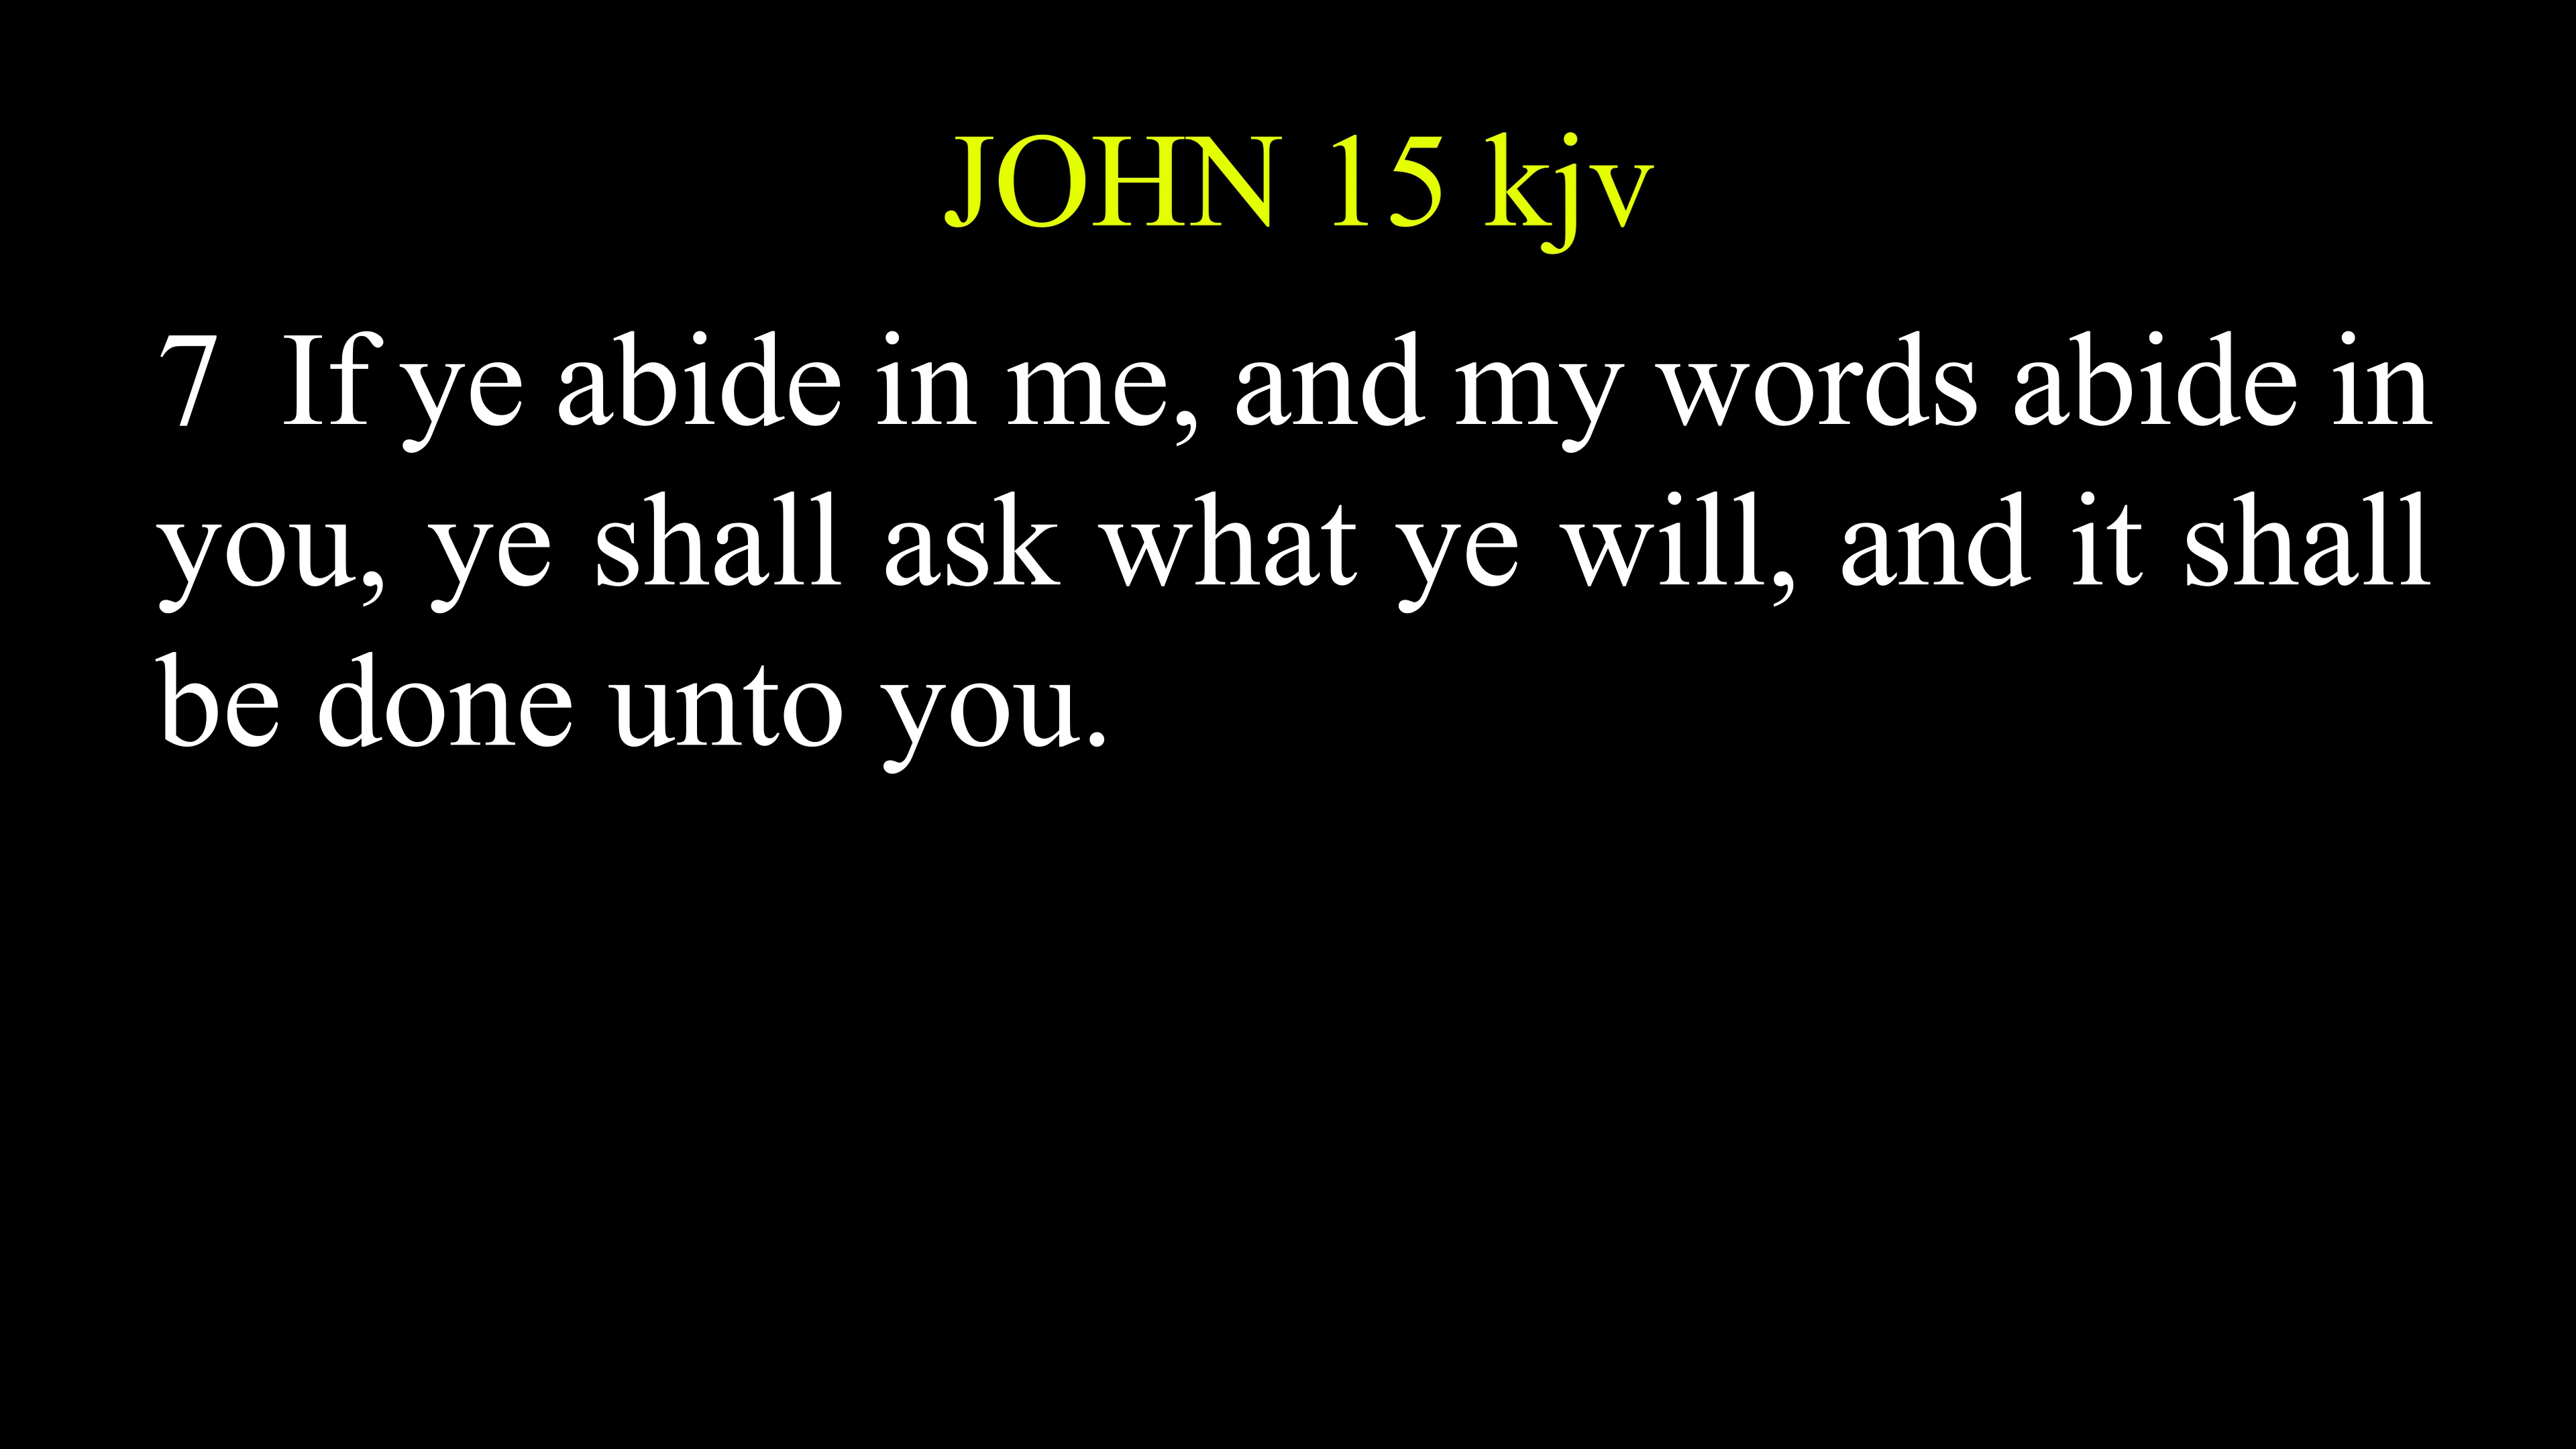 JOHN 15 kjv
7  If ye abide in me, and my words abide in
you, ye shall ask what ye will, and it shall
be done unto you.